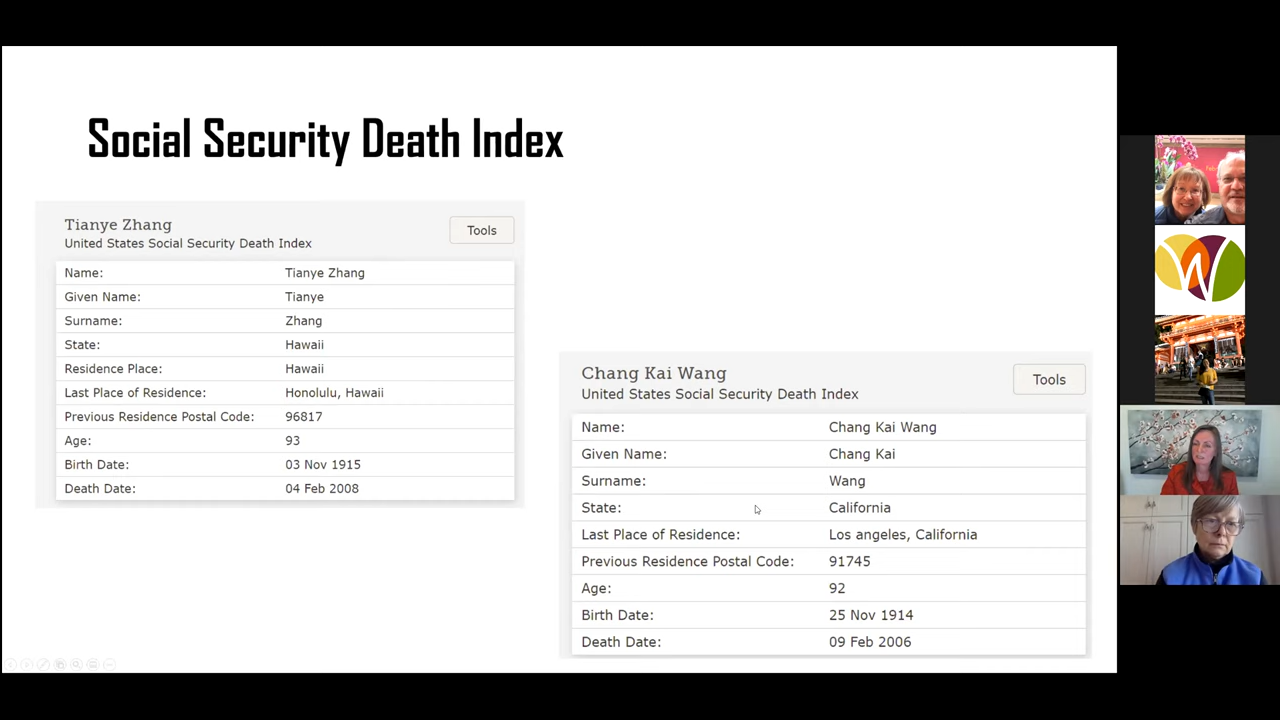 Social Security Death Index
Tianye Zhang
United States Social Security Death Index
Tools
Name: Tianye Zhang
Given Name: Tianye
Surname: Zhang
State: Hawaii
Residence Place: Hawaii
Last Place of Residence: Honolulu, Hawaii
Previous Residence Postal Code: 96817
Age: 93
Birth Date: 03 Nov 1915
Death Date: 04 Feb 2008
Chang Kai Wang
United States Social Security Death Index
Tools
Name: Chang Kai Wang
Given Name: Chang Kai
Surname: Wang
State: California
Last Place of Residence: Los angeles, California
Previous Residence Postal Code: 91745
Age: 92
Birth Date: 25 Nov 1914
Death Date: 09 Feb 2006